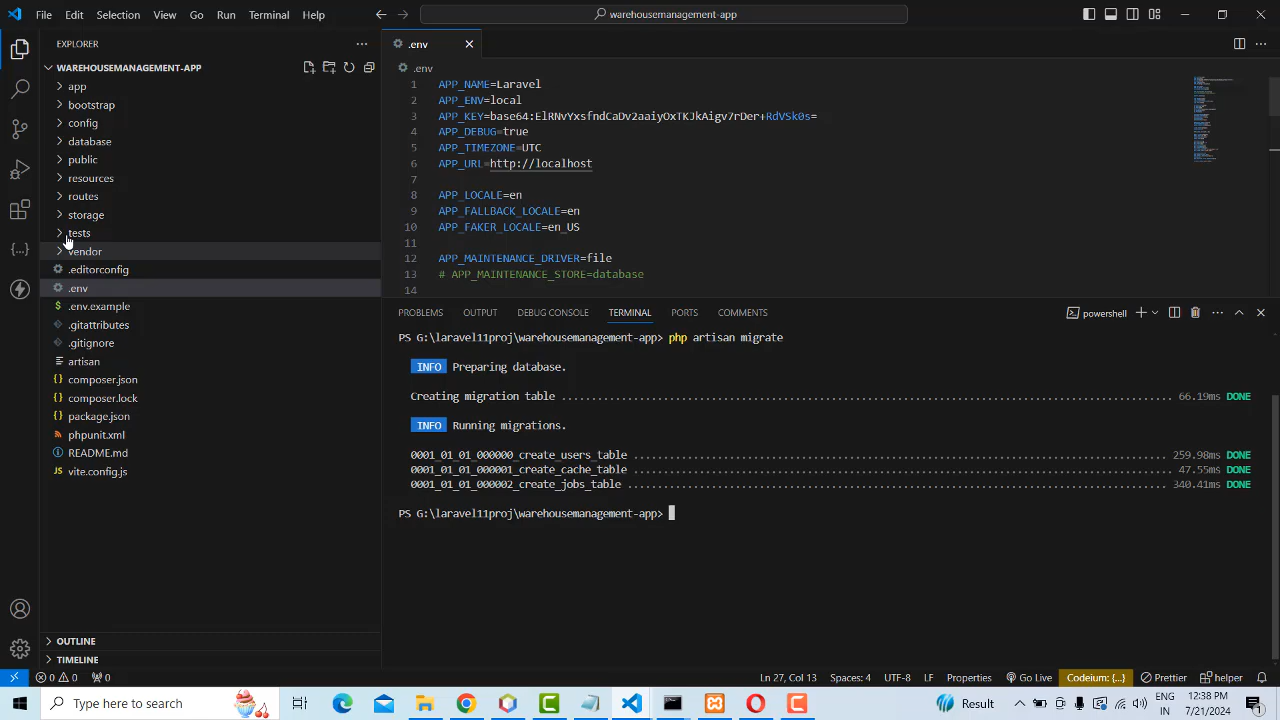 File Edit Selection View Go Run Terminal Help
warehousemanagement-app
EXPLORER
WAREHOUSEMANAGEMENT-APP
app
bootstrap
config
database
public
resources
routes
storage
tests
vendor
.editorconfig
.env
.env.example
.gitattributes
.gitignore
artisan
composer.json
composer.lock
package.json
phpunit.xml
README.md
vite.config.js
OUTLINE
TIMELINE
.env
.env
1 APP_NAME=Laravel
2 APP_ENV=local
3 APP_KEY=base64:ElRNvYxsfndCaDv2aaiyOxTKJkAigv7rDer+RdVSk0s=
4 APP_DEBUG=true
5 APP_TIMEZONE=UTC
6 APP_URL=http://localhost
7
8 APP_LOCALE=en
9 APP_FALLBACK_LOCALE=en
10 APP_FAKER_LOCALE=en_US
11
12 APP_MAINTENANCE_DRIVER=file
13 # APP_MAINTENANCE_STORE=database
14
PROBLEMS OUTPUT DEBUG CONSOLE TERMINAL PORTS COMMENTS
powershell
PS G:\laravel11proj\warehousemanagement-app> php artisan migrate
INFO Preparing database.
Creating migration table ........ 66.19ms DONE
INFO Running migrations.
0001_01_01_000000_create_users_table ........ 259.98ms DONE
0001_01_01_000001_create_cache_table ........ 47.55ms DONE
0001_01_01_000002_create_jobs_table ........ 340.41ms DONE
PS G:\laravel11proj\warehousemanagement-app>
0 0 0 Ln 27, Col 13 Spaces: 4 UTF-8 LF Properties Go Live Codeium: {...} Prettier helper
Type here to search
Result
ENG
IN
12:38 PM
7/21/2024
1